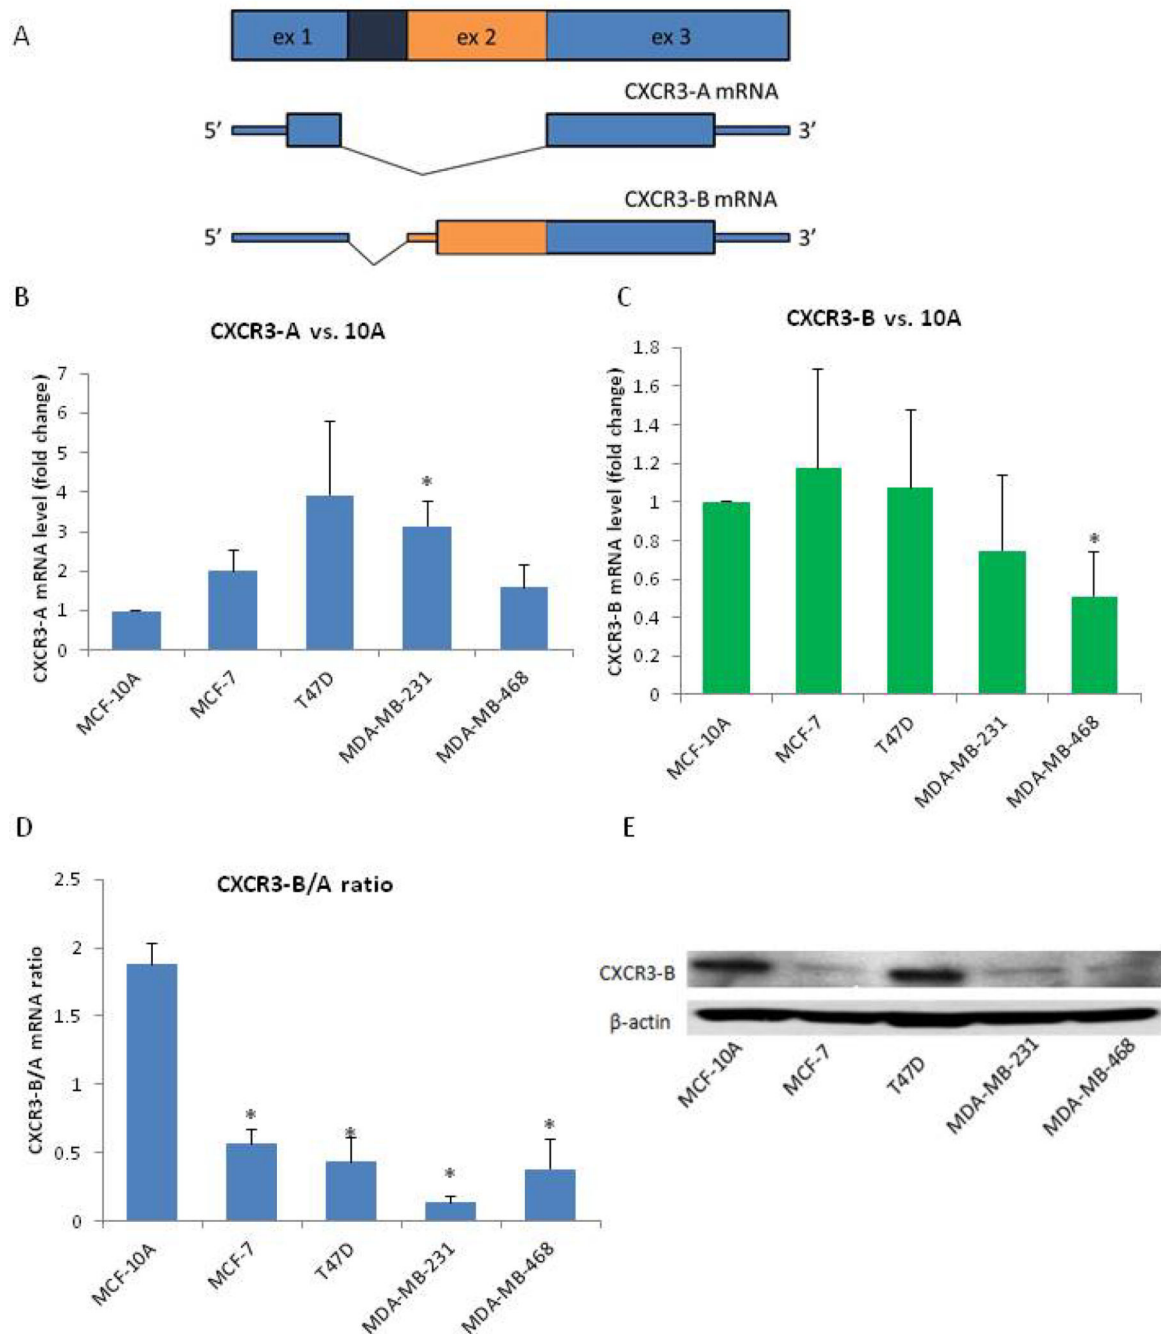 A
ex 1 ex 2 ex 3
CXCR3-A mRNA
5’ 3’
CXCR3-B mRNA
5’ 3’
B
CXCR3-A vs. 10A
CXCR3-A mRNA level (fold change)
7
6
5
4
3
2
1
0
*
MCF-10A
MCF-7
T47D
MDA-MB-231
MDA-MB-468
C
CXCR3-B vs. 10A
CXCR3-B mRNA level (fold change)
1.8
1.6
1.4
1.2
1
0.8
0.6
0.4
0.2
0
*
MCF-10A
MCF-7
T47D
MDA-MB-231
MDA-MB-468
D
CXCR3-B/A ratio
CXCR3-B/A mRNA ratio
2.5
2
1.5
1
0.5
0
* * * *
MCF-10A
MCF-7
T47D
MDA-MB-231
MDA-MB-468
E
CXCR3-B
β-actin
MCF-10A
MCF-7
T47D
MDA-MB-231
MDA-MB-468